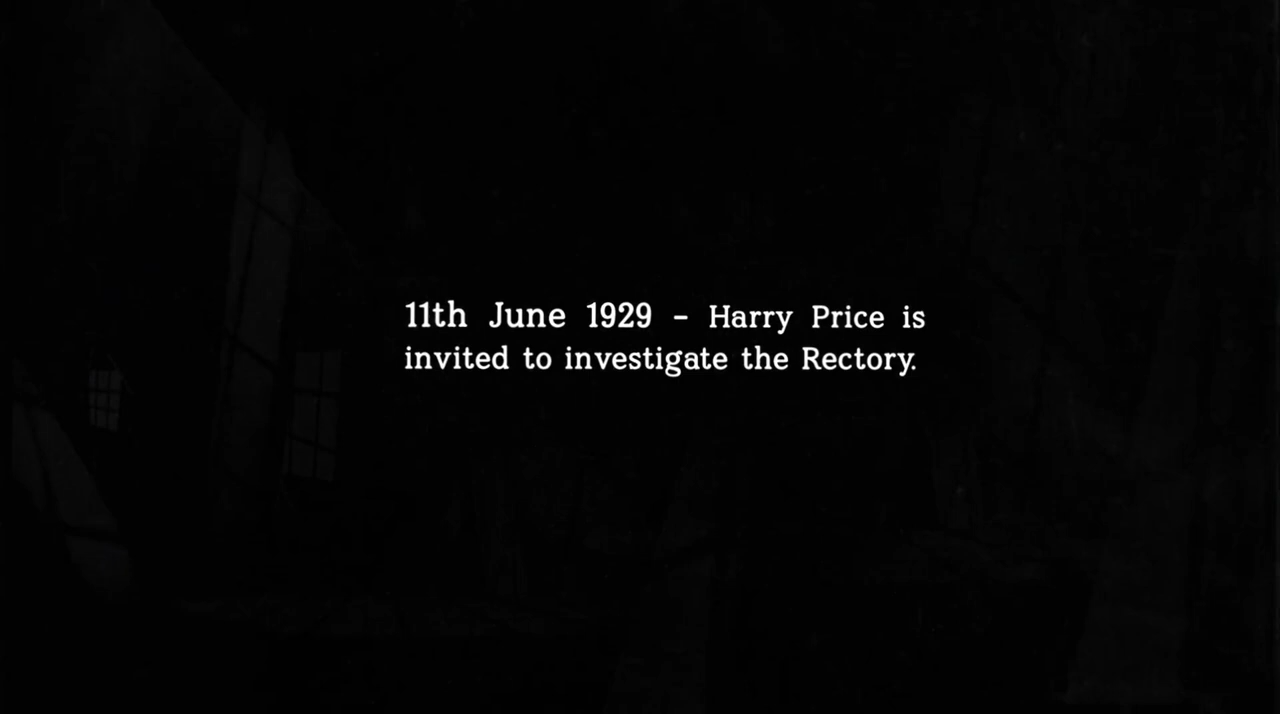 11th June 1929 – Harry Price is
invited to investigate the Rectory.